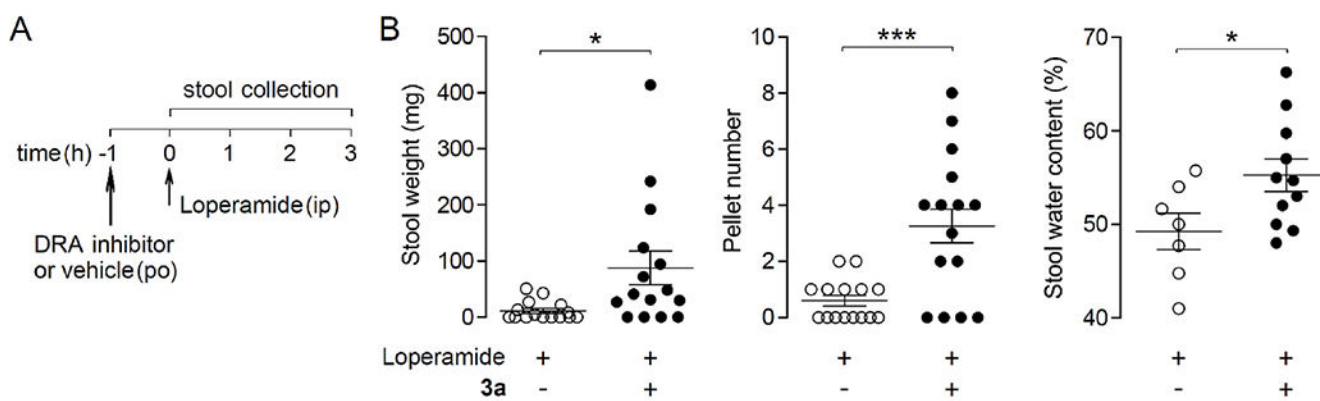 A
stool collection
time(h) -1 0 1 2 3
Loperamide(ip)
DRA inhibitor
or vehicle(po)
B
Stool weight (mg)
500
400
300
200
100
0
*
Pellet number
10
8
6
4
2
0
***
Stool water content (%)
70
60
50
40
*
Loperamide + + + + + +
3a - + - + - +